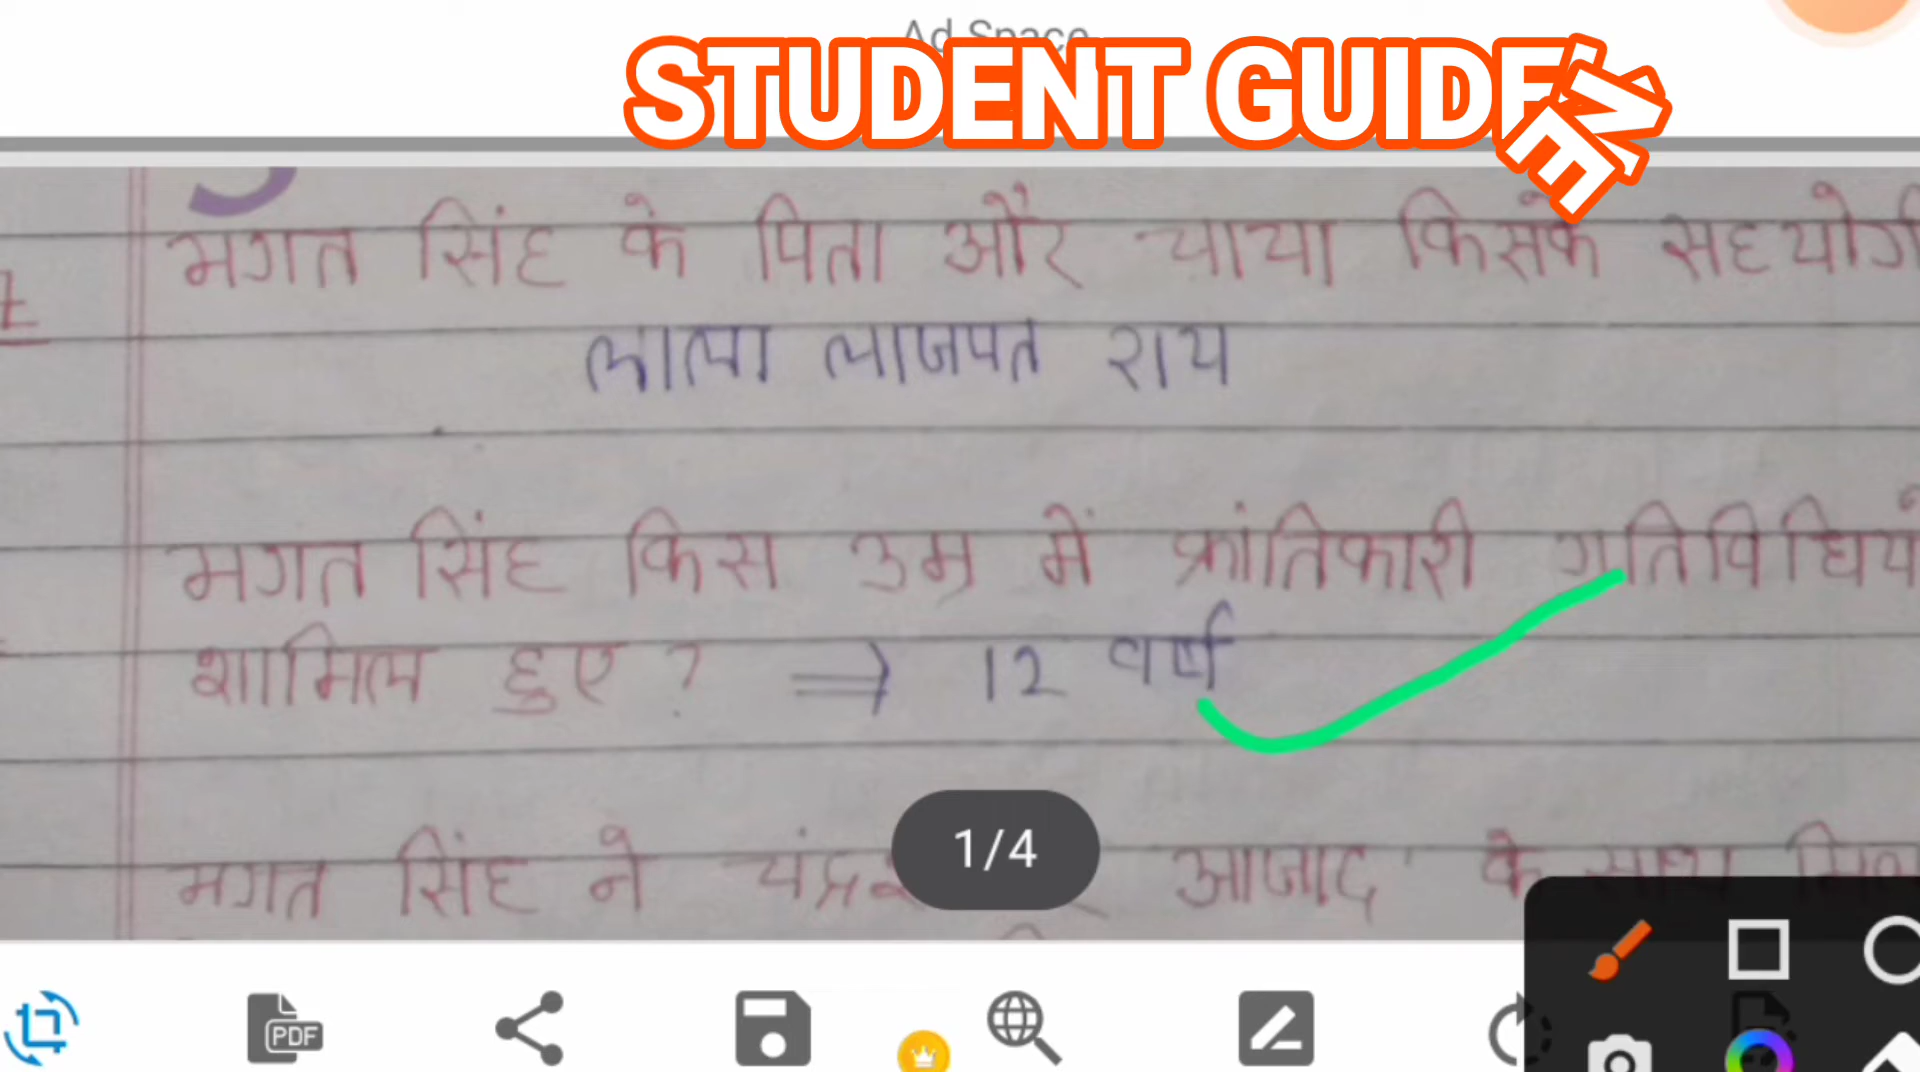 Ad Space
STUDENT GUIDE
ZE
भगत सिंह के पिता और चाचा किसके सहयोगी
लाला लाजपत राय
भगत सिंह किस उम्र में क्रांतिकारी गतिविधियों
शामिल हुए ? ⇒ 12 वर्ष
1/4
भगत सिंह ने आजाद के साथ
PDF